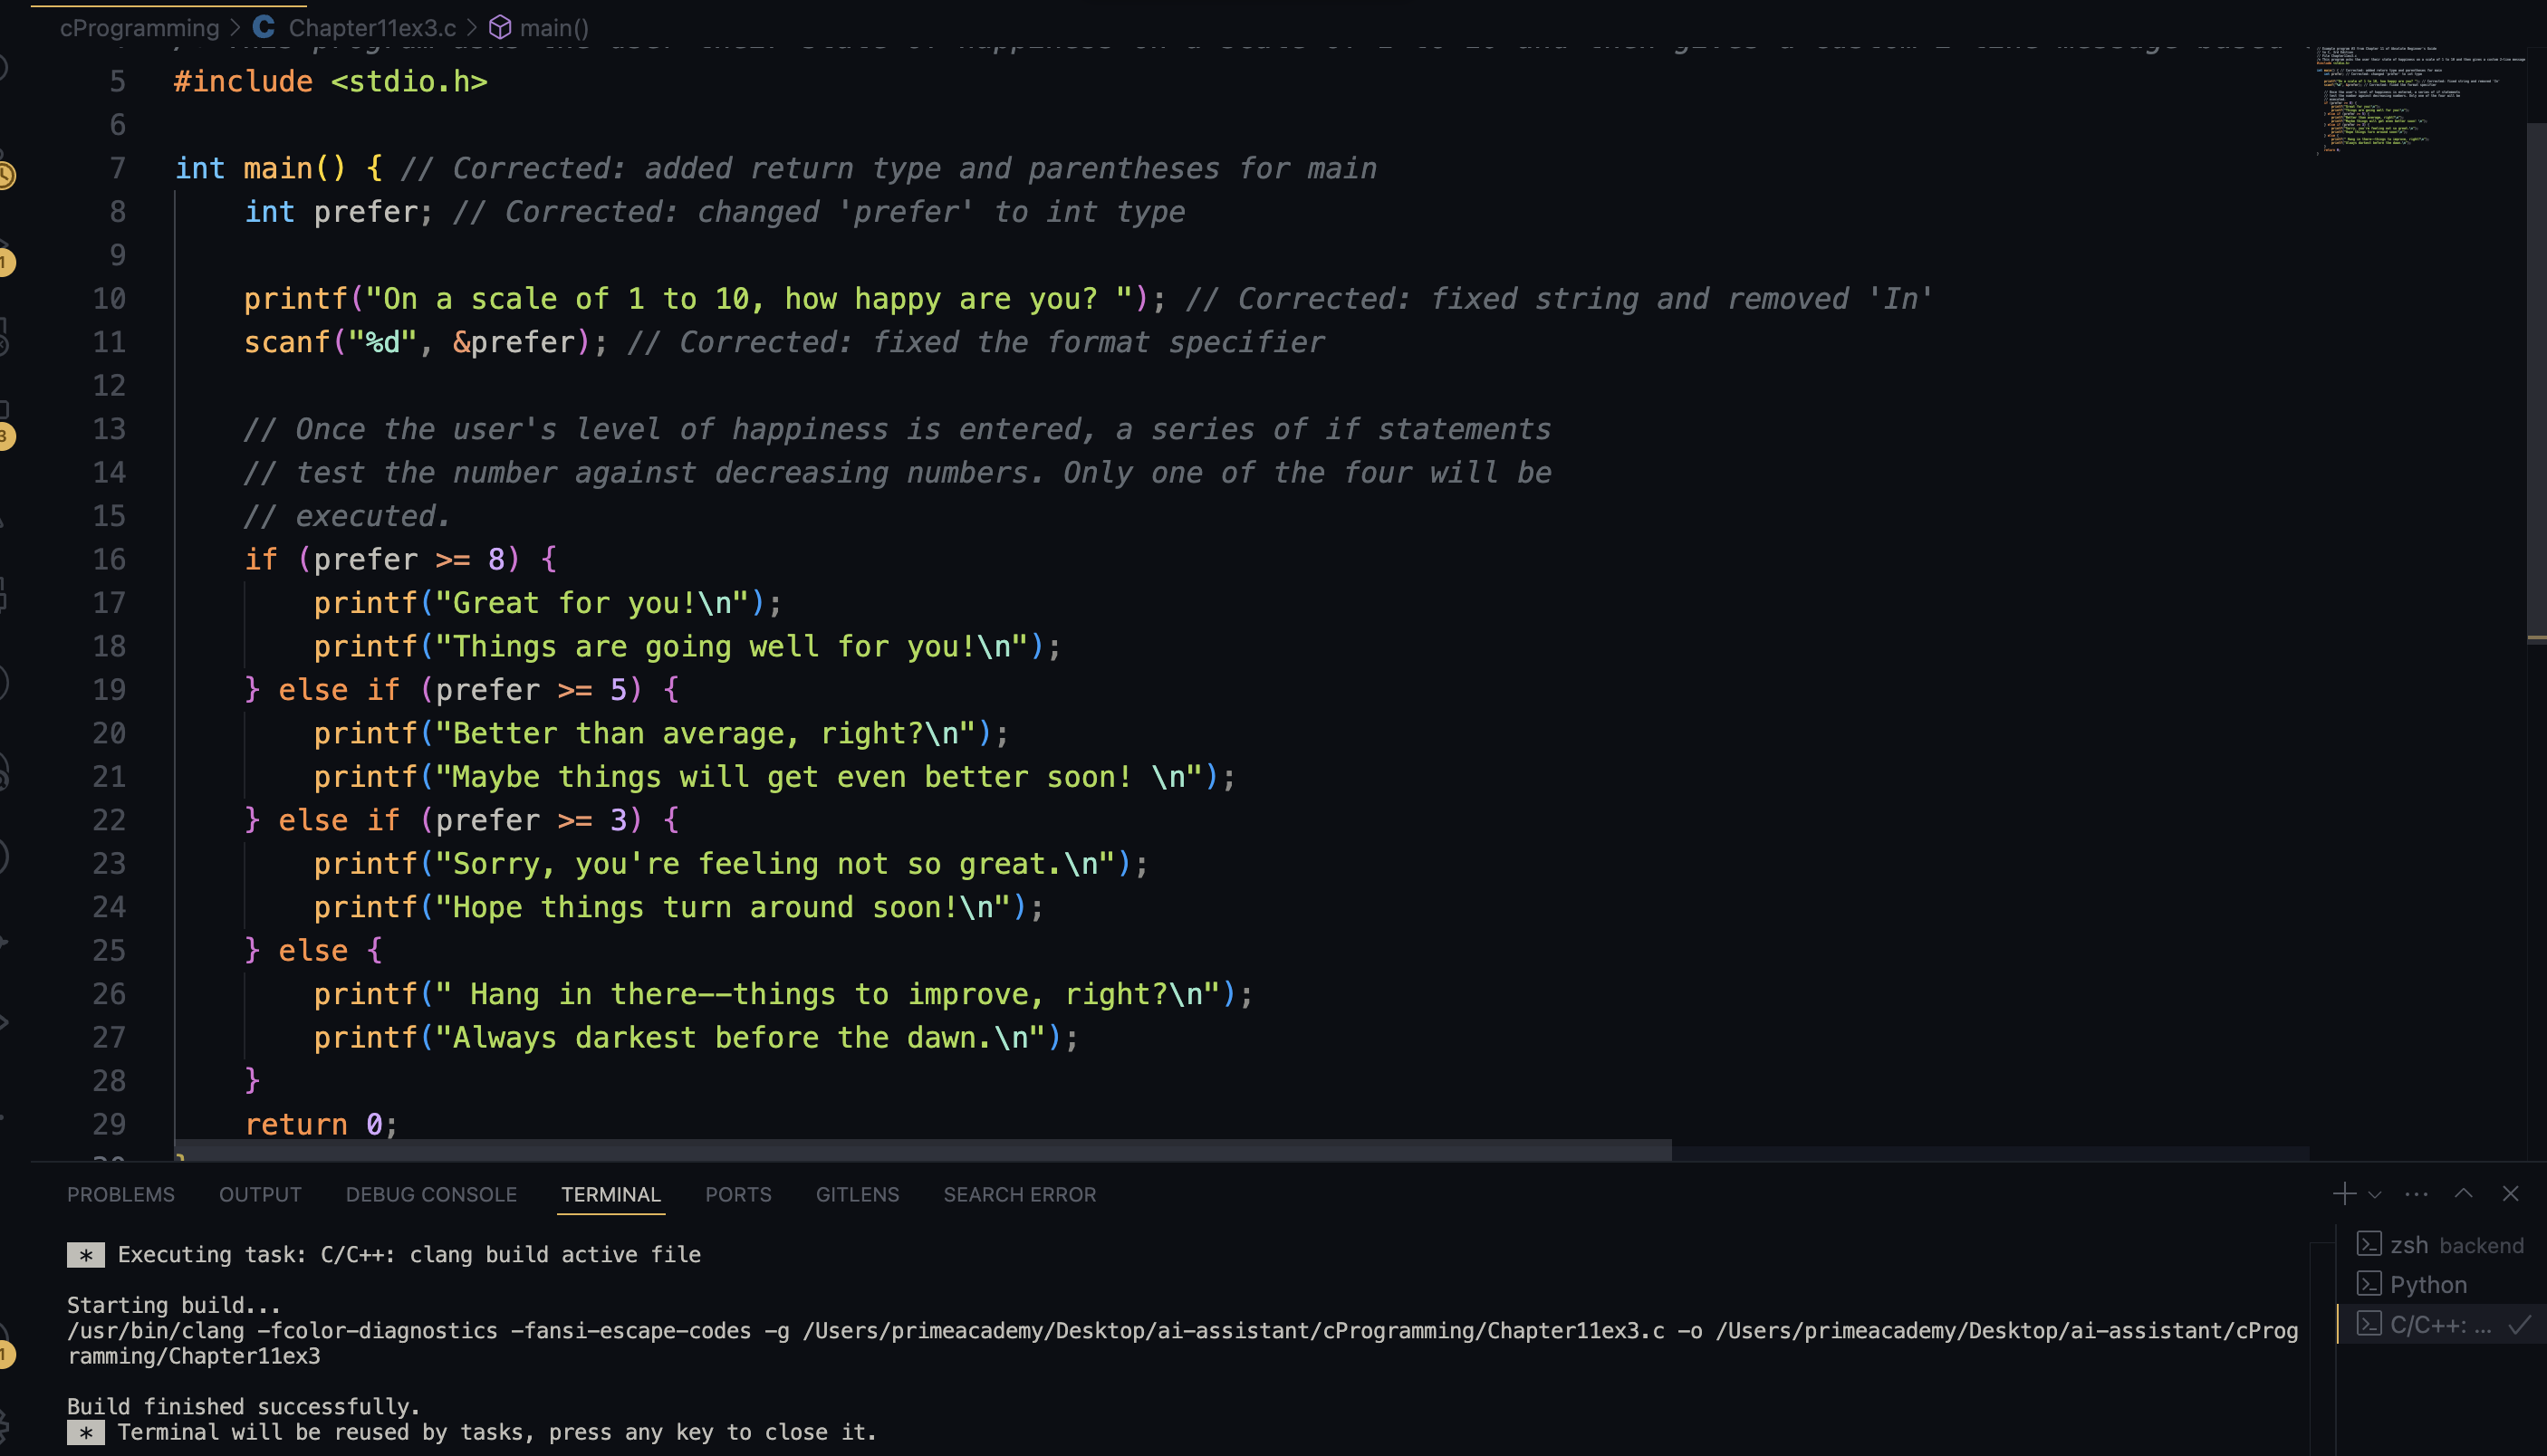 cProgramming > C Chapter11ex3.c > main()
5 #include <stdio.h>
6
7 int main() { // Corrected: added return type and parentheses for main
8 int prefer; // Corrected: changed 'prefer' to int type
9
10 printf("On a scale of 1 to 10, how happy are you? "); // Corrected: fixed string and removed 'In'
11 scanf("%d", &prefer); // Corrected: fixed the format specifier
12
13 // Once the user's level of happiness is entered, a series of if statements
14 // test the number against decreasing numbers. Only one of the four will be
15 // executed.
16 if (prefer >= 8) {
17 printf("Great for you!\n");
18 printf("Things are going well for you!\n");
19 } else if (prefer >= 5) {
20 printf("Better than average, right?\n");
21 printf("Maybe things will get even better soon! \n");
22 } else if (prefer >= 3) {
23 printf("Sorry, you're feeling not so great.\n");
24 printf("Hope things turn around soon!\n");
25 } else {
26 printf(" Hang in there--things to improve, right?\n");
27 printf("Always darkest before the dawn.\n");
28 }
29 return 0;
PROBLEMS OUTPUT DEBUG CONSOLE TERMINAL PORTS GITLENS SEARCH ERROR
* Executing task: C/C++: clang build active file
Starting build...
/usr/bin/clang -fcolor-diagnostics -fansi-escape-codes -g /Users/primeacademy/Desktop/ai-assistant/cProgramming/Chapter11ex3.c -o /Users/primeacademy/Desktop/ai-assistant/cProg
ramming/Chapter11ex3
Build finished successfully.
* Terminal will be reused by tasks, press any key to close it.
zsh backend
Python
C/C++: ...
1
3
1